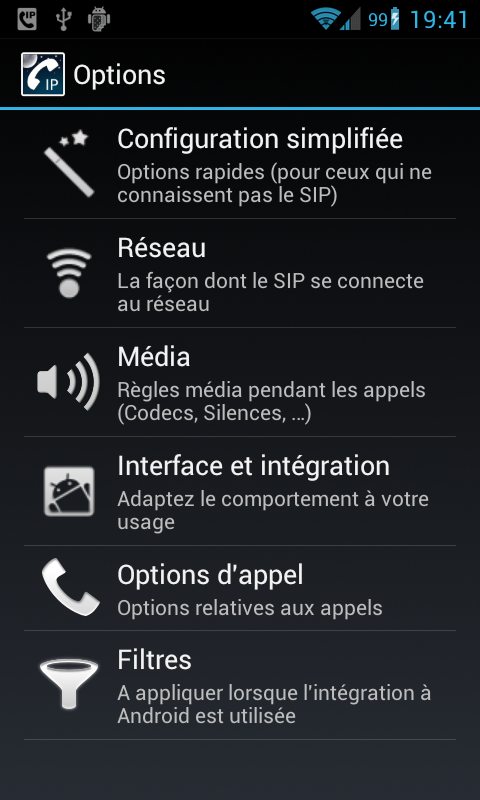 99 19:41
IP Options
Configuration simplifiée
Options rapides (pour ceux qui ne
connaissent pas le SIP)
Réseau
La façon dont le SIP se connecte
au réseau
Média
Règles média pendant les appels
(Codecs, Silences, ...)
Interface et intégration
Adaptez le comportement à votre
usage
Options d'appel
Options relatives aux appels
Filtres
A appliquer lorsque l'intégration à
Android est utilisée